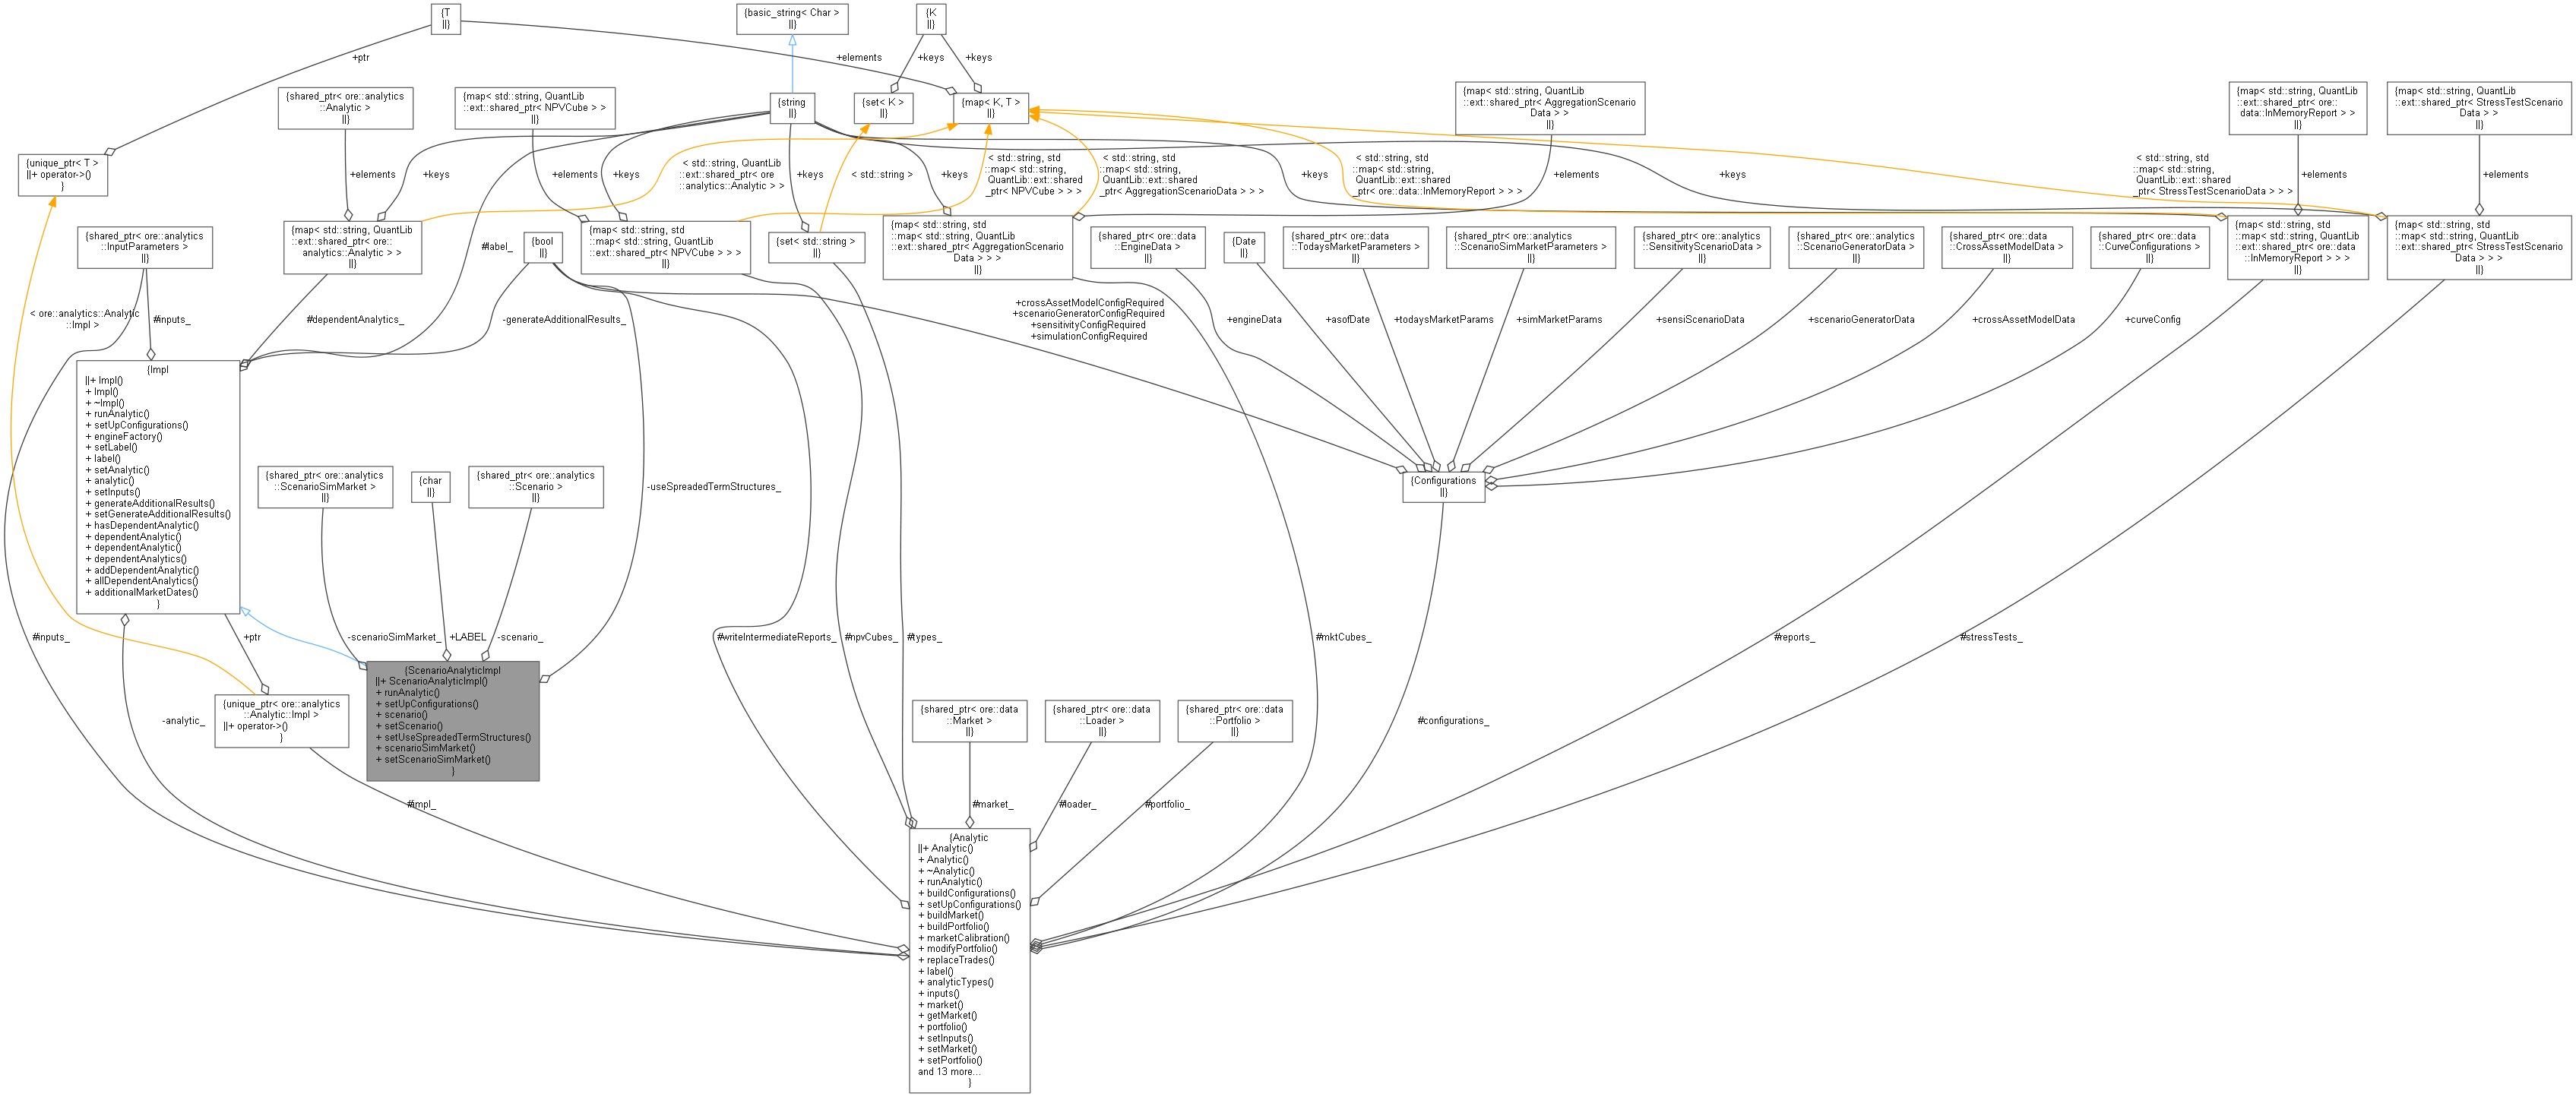 {T
||}
{basic_string< Char >
||}
{K
||}
+ptr
+elements
+keys
+keys
{shared_ptr< ore::analytics
::Analytic >
||}
{map< std::string, QuantLib
::ext::shared_ptr< NPVCube > >
||}
{string
||}
{set< K >
||}
{map< K, T >
||}
{map< std::string, QuantLib
::ext::shared_ptr< AggregationScenario
Data > >
||}
{map< std::string, QuantLib
::ext::shared_ptr< ore::
data::InMemoryReport > >
||}
{map< std::string, QuantLib
::ext::shared_ptr< StressTestScenario
Data > >
||}
{unique_ptr< T >
||+ operator->()
}
+elements
+keys
+elements
+keys
< std::string, QuantLib
::ext::shared_ptr< ore
::analytics::Analytic > >
+keys
< std::string >
+keys
< std::string, std
::map< std::string,
QuantLib::ext::shared
_ptr< NPVCube > > >
< std::string, std
::map< std::string,
QuantLib::ext::shared
_ptr< AggregationScenarioData > > >
+keys
< std::string, std
::map< std::string,
QuantLib::ext::shared
_ptr< ore::data::InMemoryReport > > >
+elements
+keys
< std::string, std
::map< std::string,
QuantLib::ext::shared
_ptr< StressTestScenarioData > > >
+elements
+elements
{shared_ptr< ore::analytics
::InputParameters >
||}
{map< std::string, QuantLib
::ext::shared_ptr< ore::
analytics::Analytic > >
||}
#label_
{bool
||}
{map< std::string, std
::map< std::string, QuantLib
::ext::shared_ptr< NPVCube > > >
||}
{set< std::string >
||}
{map< std::string, std
::map< std::string, QuantLib
::ext::shared_ptr< AggregationScenario
Data > > >
||}
{shared_ptr< ore::data
::EngineData >
||}
{Date
||}
{shared_ptr< ore::data
::TodaysMarketParameters >
||}
{shared_ptr< ore::analytics
::ScenarioSimMarketParameters >
||}
{shared_ptr< ore::analytics
::SensitivityScenarioData >
||}
{shared_ptr< ore::analytics
::ScenarioGeneratorData >
||}
{shared_ptr< ore::data
::CrossAssetModelData >
||}
{shared_ptr< ore::data
::CurveConfigurations >
||}
{map< std::string, std
::map< std::string, QuantLib
::ext::shared_ptr< ore::data
::InMemoryReport > > >
||}
{map< std::string, std
::map< std::string, QuantLib
::ext::shared_ptr< StressTestScenario
Data > > >
||}
< ore::analytics::Analytic
::Impl >
#inputs_
#dependentAnalytics_
-generateAdditionalResults_
+crossAssetModelConfigRequired
+scenarioGeneratorConfigRequired
+sensitivityConfigRequired
+simulationConfigRequired
+engineData
+asofDate
+todaysMarketParams
+simMarketParams
+sensiScenarioData
+scenarioGeneratorData
+crossAssetModelData
+curveConfig
{Impl
||+ Impl()
+ Impl()
+ ~Impl()
+ runAnalytic()
+ setUpConfigurations()
+ engineFactory()
+ setLabel()
+ label()
+ setAnalytic()
+ analytic()
+ setInputs()
+ generateAdditionalResults()
+ setGenerateAdditionalResults()
+ hasDependentAnalytic()
+ dependentAnalytic()
+ dependentAnalytic()
+ dependentAnalytics()
+ addDependentAnalytic()
+ allDependentAnalytics()
+ additionalMarketDates()
}
{shared_ptr< ore::analytics
::ScenarioSimMarket >
||}
{char
||}
{shared_ptr< ore::analytics
::Scenario >
||}
-useSpreadedTermStructures_
{Configurations
||}
#inputs_
+ptr
-scenarioSimMarket_
+LABEL
-scenario_
#writeIntermediateReports_
#npvCubes_
#types_
#mktCubes_
#reports_
#stressTests_
{ScenarioAnalyticImpl
||+ ScenarioAnalyticImpl()
+ runAnalytic()
+ setUpConfigurations()
+ scenario()
+ setScenario()
+ setUseSpreadedTermStructures()
+ scenarioSimMarket()
+ setScenarioSimMarket()
}
-analytic_
{unique_ptr< ore::analytics
::Analytic::Impl >
||+ operator->()
}
{shared_ptr< ore::data
::Market >
||}
{shared_ptr< ore::data
::Loader >
||}
{shared_ptr< ore::data
::Portfolio >
||}
#configurations_
#impl_
#market_
#loader_
#portfolio_
{Analytic
||+ Analytic()
+ Analytic()
+ ~Analytic()
+ runAnalytic()
+ buildConfigurations()
+ setUpConfigurations()
+ buildMarket()
+ buildPortfolio()
+ marketCalibration()
+ modifyPortfolio()
+ replaceTrades()
+ label()
+ analyticTypes()
+ inputs()
+ market()
+ getMarket()
+ portfolio()
+ setInputs()
+ setMarket()
+ setPortfolio()
and 13 more...
}